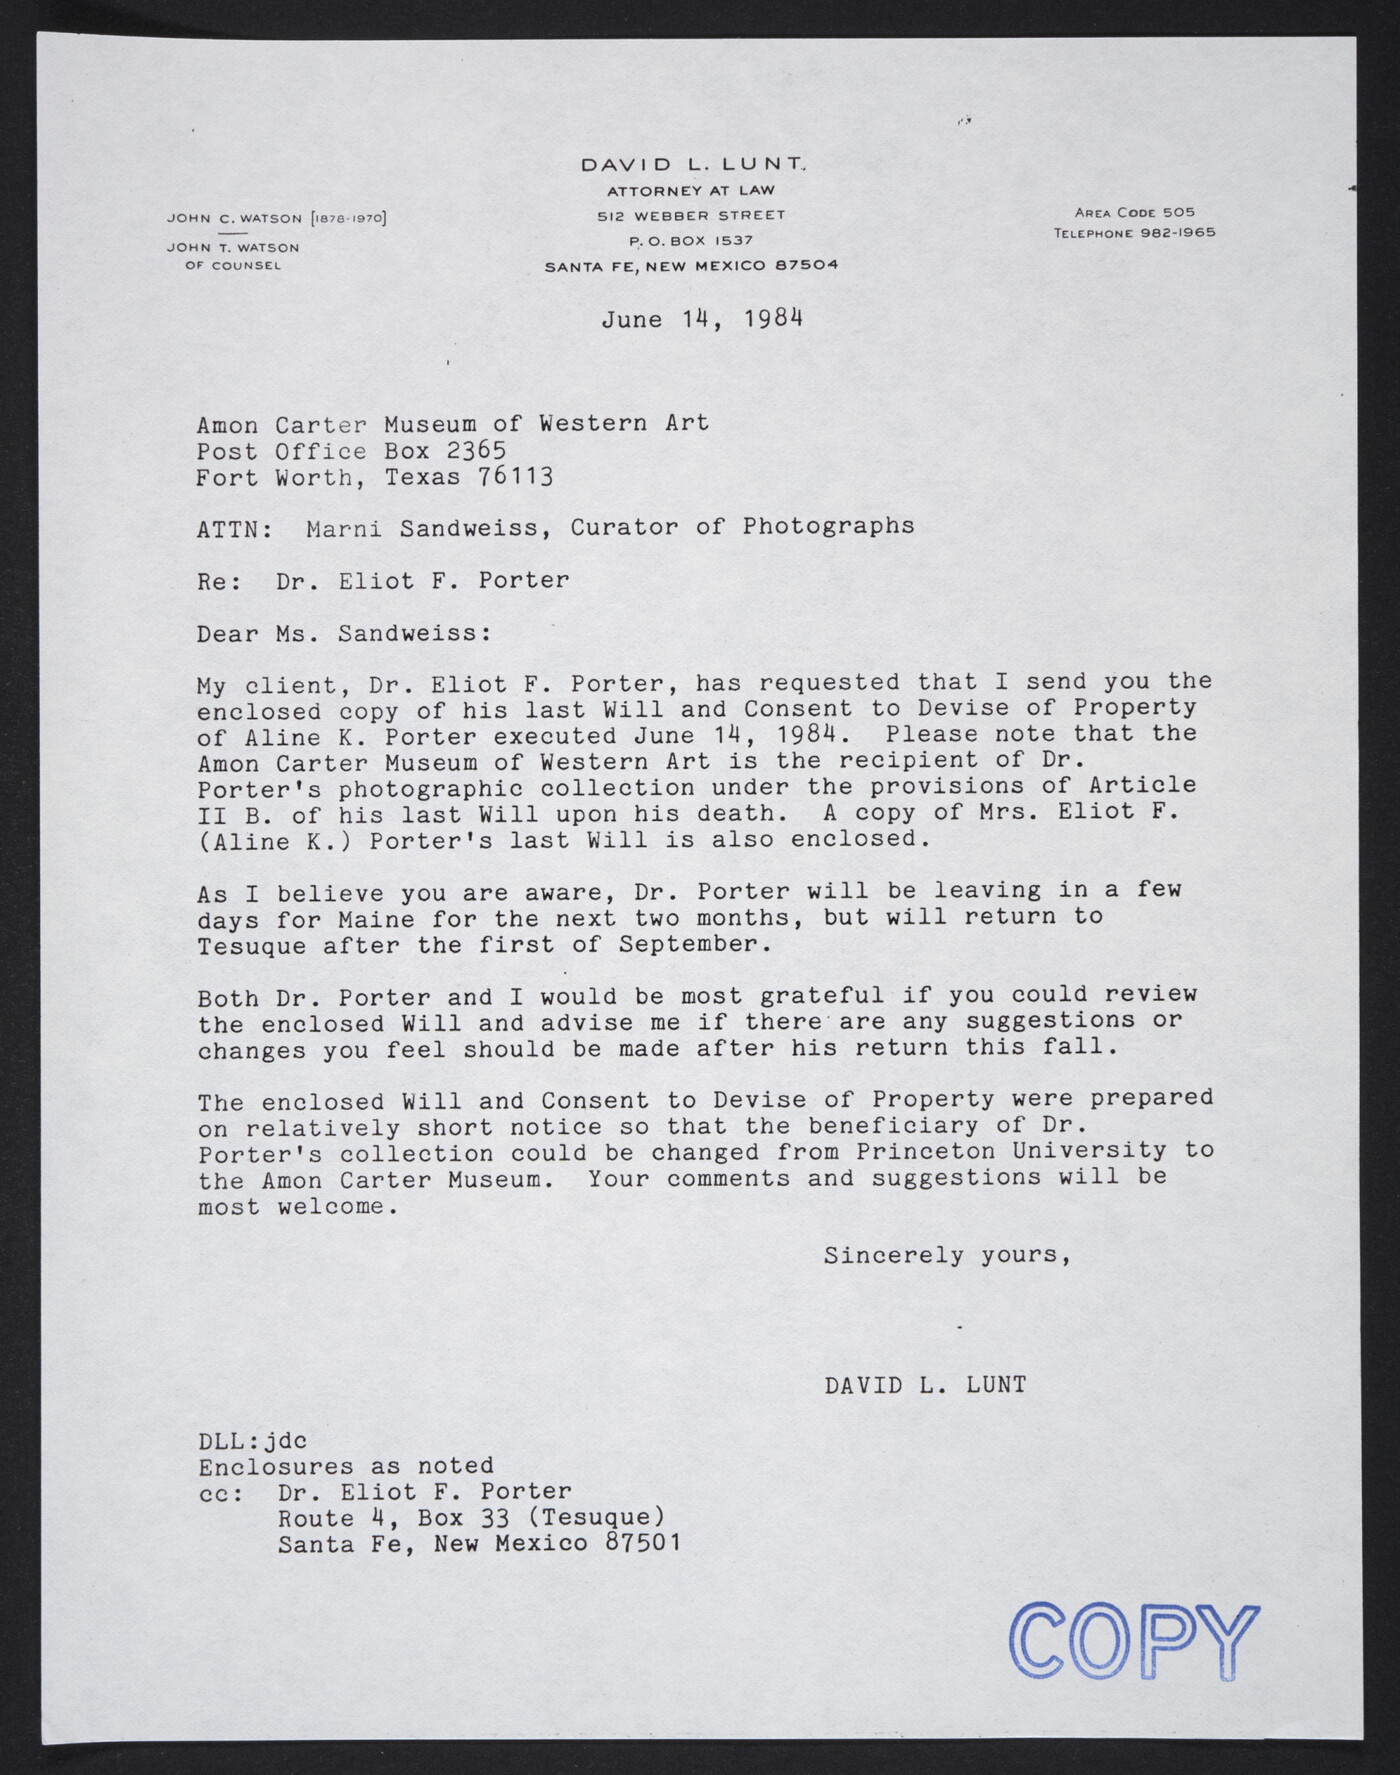 DAVID L. LUNT.
ATTORNEY AT LAW
512 WEBBER STREET
P. O. BOX 1537
SANTA FE, NEW MEXICO 87504
JOHN C. WATSON [1878-1970]
JOHN T. WATSON
OF COUNSEL
AREA CODE 505
TELEPHONE 982-1965
June 14, 1984
Amon Carter Museum of Western Art
Post Office Box 2365
Fort Worth, Texas 76113
ATTN:  Marni Sandweiss, Curator of Photographs
Re:  Dr. Eliot F. Porter
Dear Ms. Sandweiss:
My client, Dr. Eliot F. Porter, has requested that I send you the
enclosed copy of his last Will and Consent to Devise of Property
of Aline K. Porter executed June 14, 1984.  Please note that the
Amon Carter Museum of Western Art is the recipient of Dr.
Porter's photographic collection under the provisions of Article
II B. of his last Will upon his death.  A copy of Mrs. Eliot F.
(Aline K.) Porter's last Will is also enclosed.
As I believe you are aware, Dr. Porter will be leaving in a few
days for Maine for the next two months, but will return to
Tesuque after the first of September.
Both Dr. Porter and I would be most grateful if you could review
the enclosed Will and advise me if there are any suggestions or
changes you feel should be made after his return this fall.
The enclosed Will and Consent to Devise of Property were prepared
on relatively short notice so that the beneficiary of Dr.
Porter's collection could be changed from Princeton University to
the Amon Carter Museum.  Your comments and suggestions will be
most welcome.
Sincerely yours,
DAVID L. LUNT
DLL:jdc
Enclosures as noted
cc:  Dr. Eliot F. Porter
Route 4, Box 33 (Tesuque)
Santa Fe, New Mexico 87501
COPY